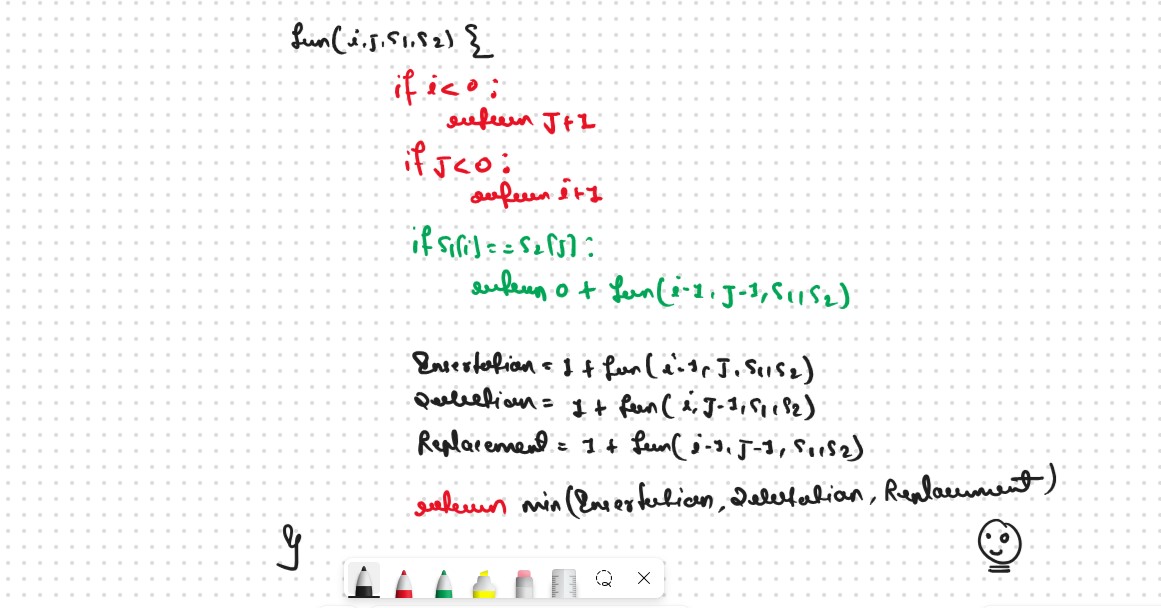 fun(i,J,S1,S2) {
if i<0:
return J+1
if J<0:
return i+1
if S1[i]==S2[J]:
return 0 + fun(i-1, J-1, S1,S2)
Insertation = 1 + fun(i-1, J, S1,S2)
Deletion = 1 + fun(i, J-1, S1,S2)
Replacement = 1 + fun(i-1, J-1, S1,S2)
return min(Insertation, Deletation, Replacement)
}